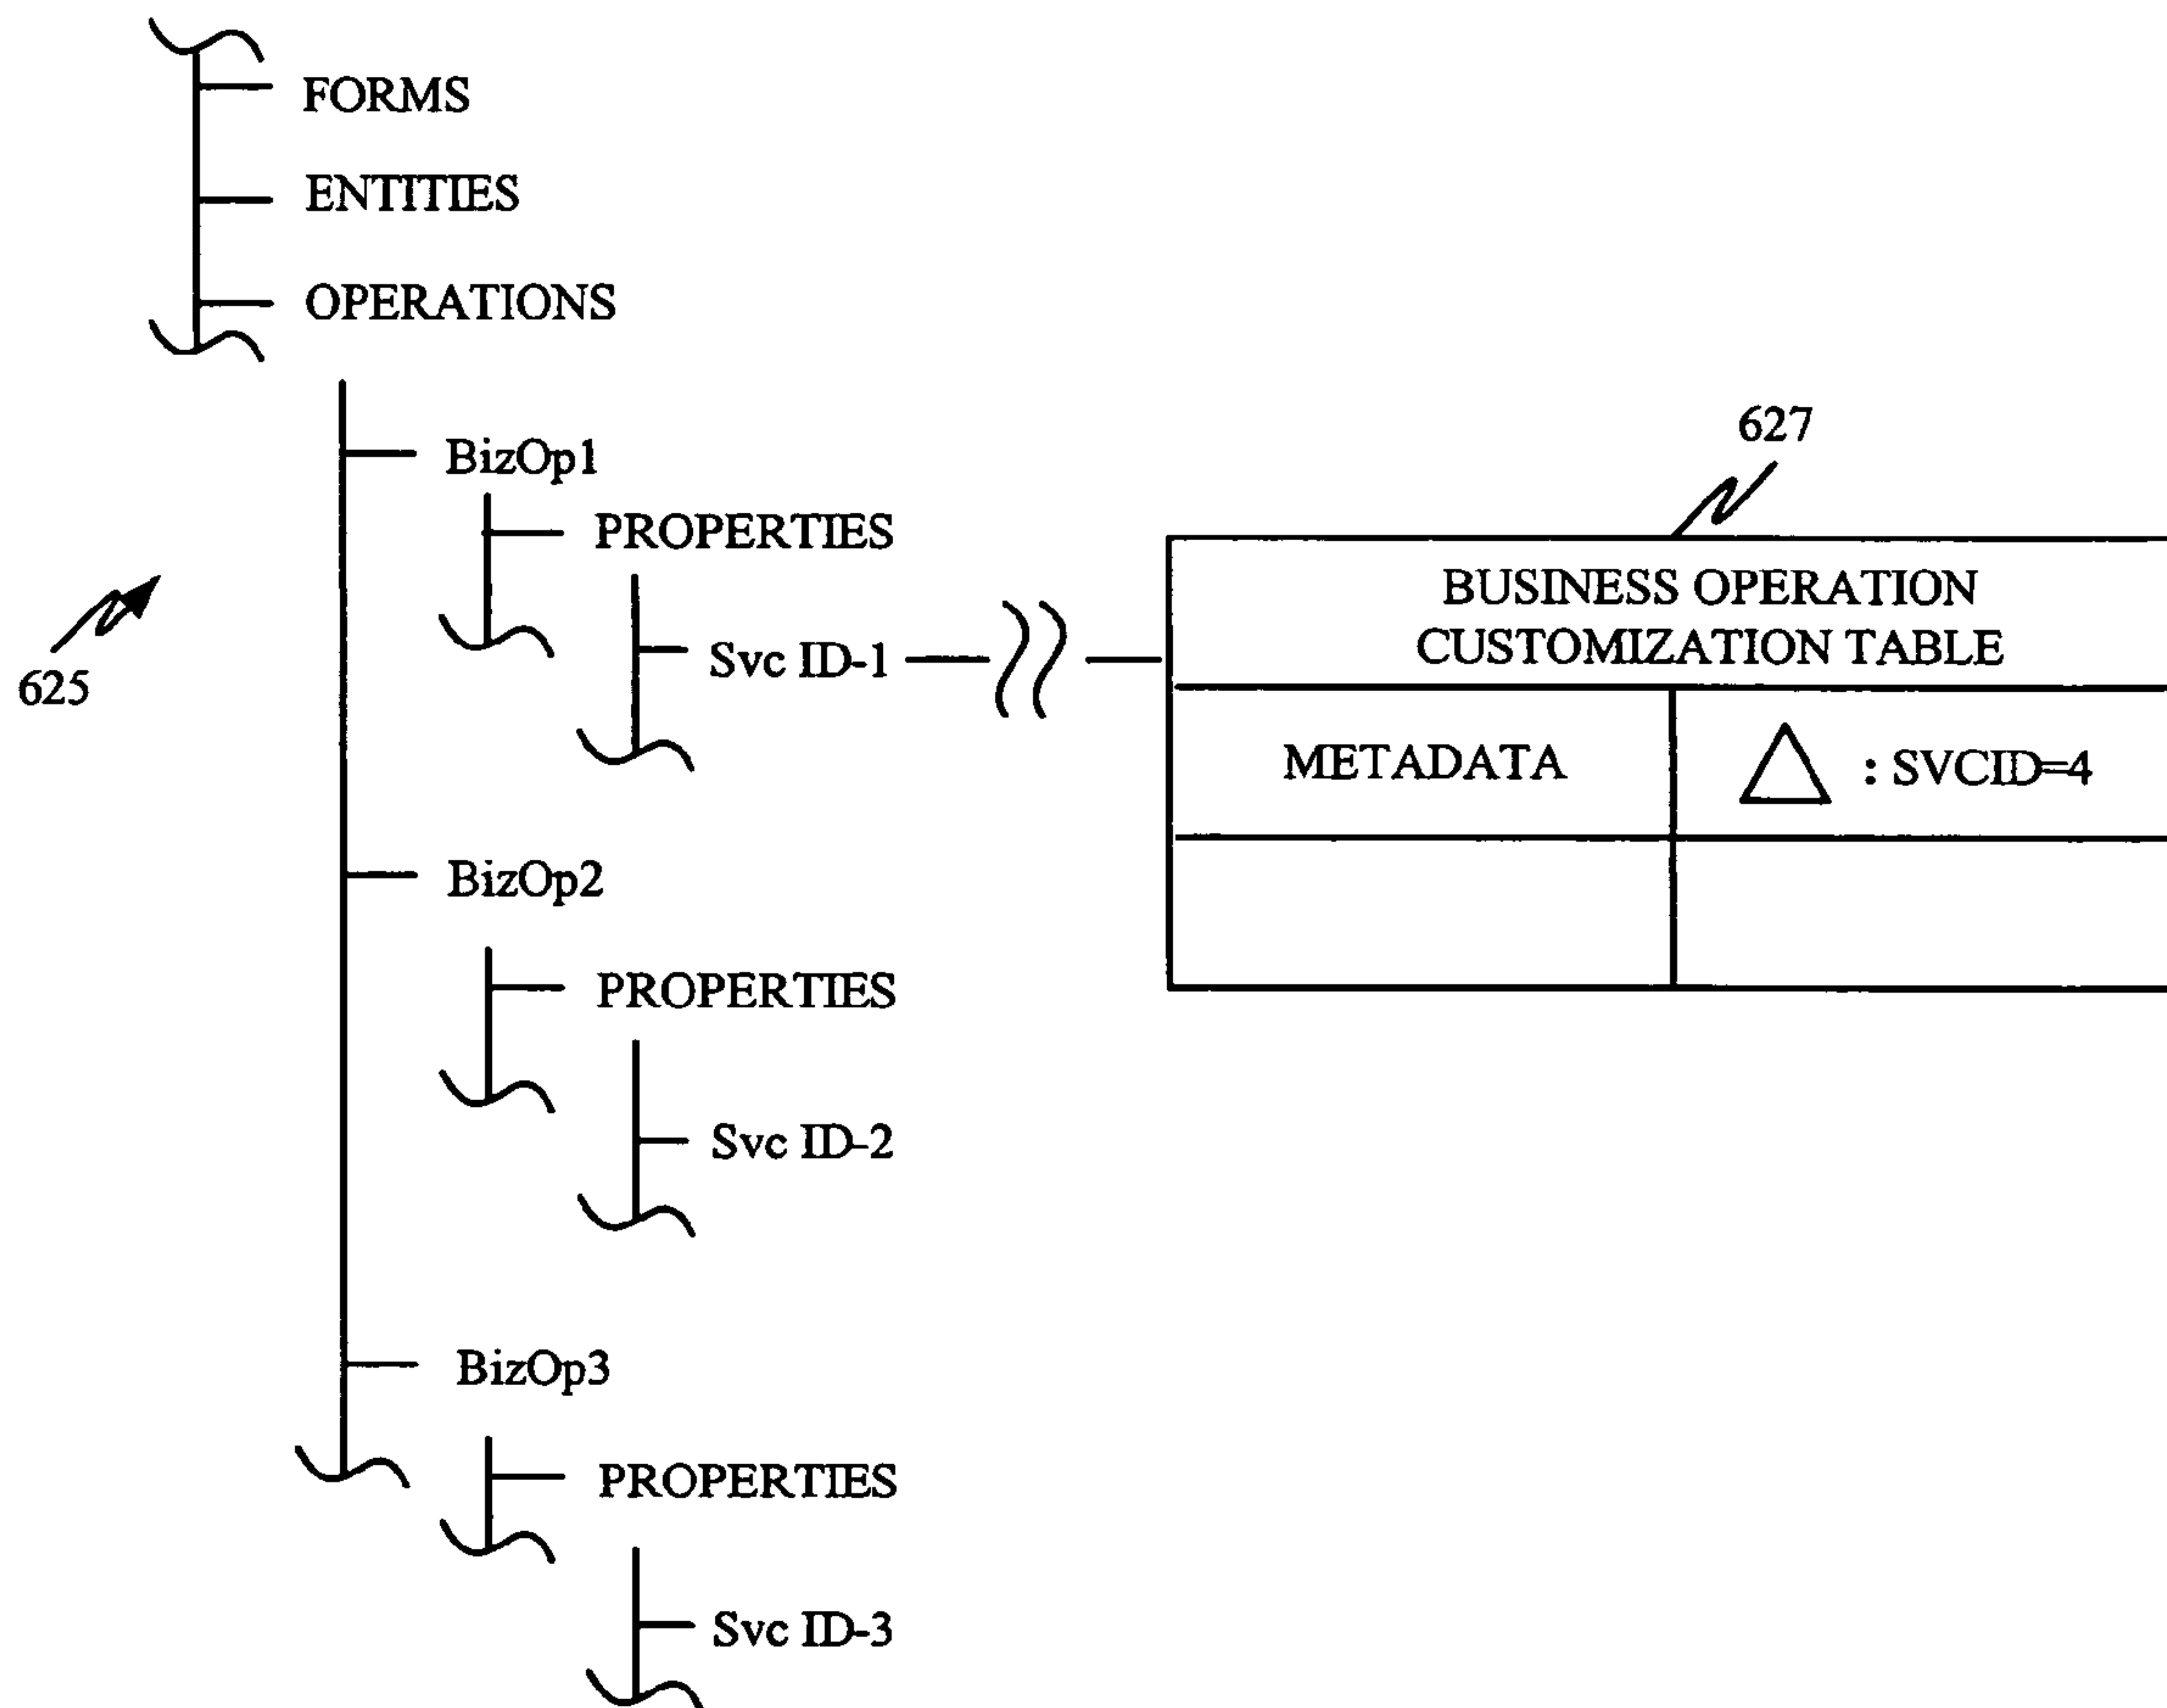 FORMS
ENTITIES
OPERATIONS
BizOp1
PROPERTIES
Svc ID-1
625
627
BUSINESS OPERATION
CUSTOMIZATION TABLE
METADATA
: SVCID=4
BizOp2
PROPERTIES
Svc ID-2
BizOp3
PROPERTIES
Svc ID-3